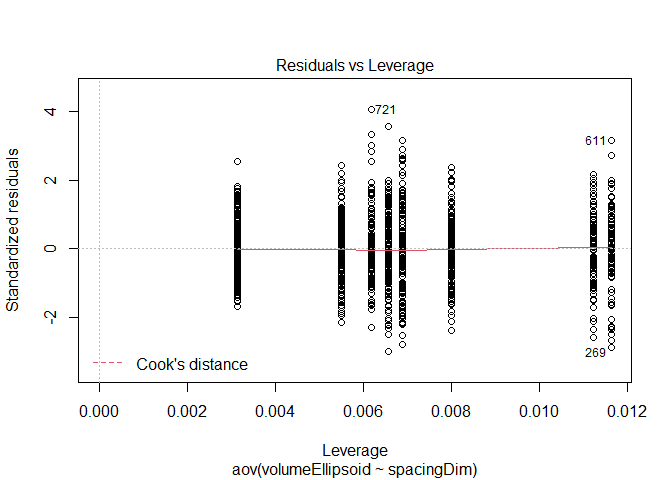 Residuals vs Leverage
Standardized residuals
4
2
0
-2
721
611
269
Cook's distance
0.000 0.002 0.004 0.006 0.008 0.010 0.012
Leverage
aov(volumeEllipsoid ~ spacingDim)